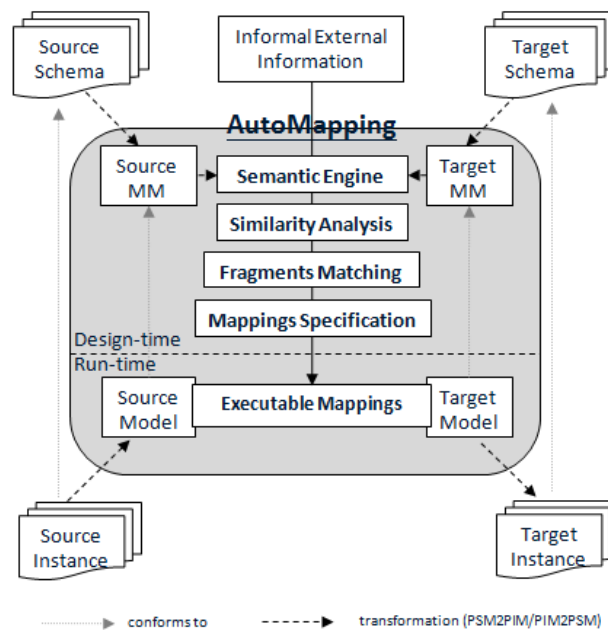 Source
Schema
Informal External
Information
Target
Schema
AutoMapping
Source
MM
Semantic Engine
Target
MM
Similarity Analysis
Fragments Matching
Mappings Specification
Design-time
Run-time
Source
Model
Executable Mappings
Target
Model
Source
Instance
Target
Instance
conforms to
transformation (PSM2PIM/PIM2PSM)